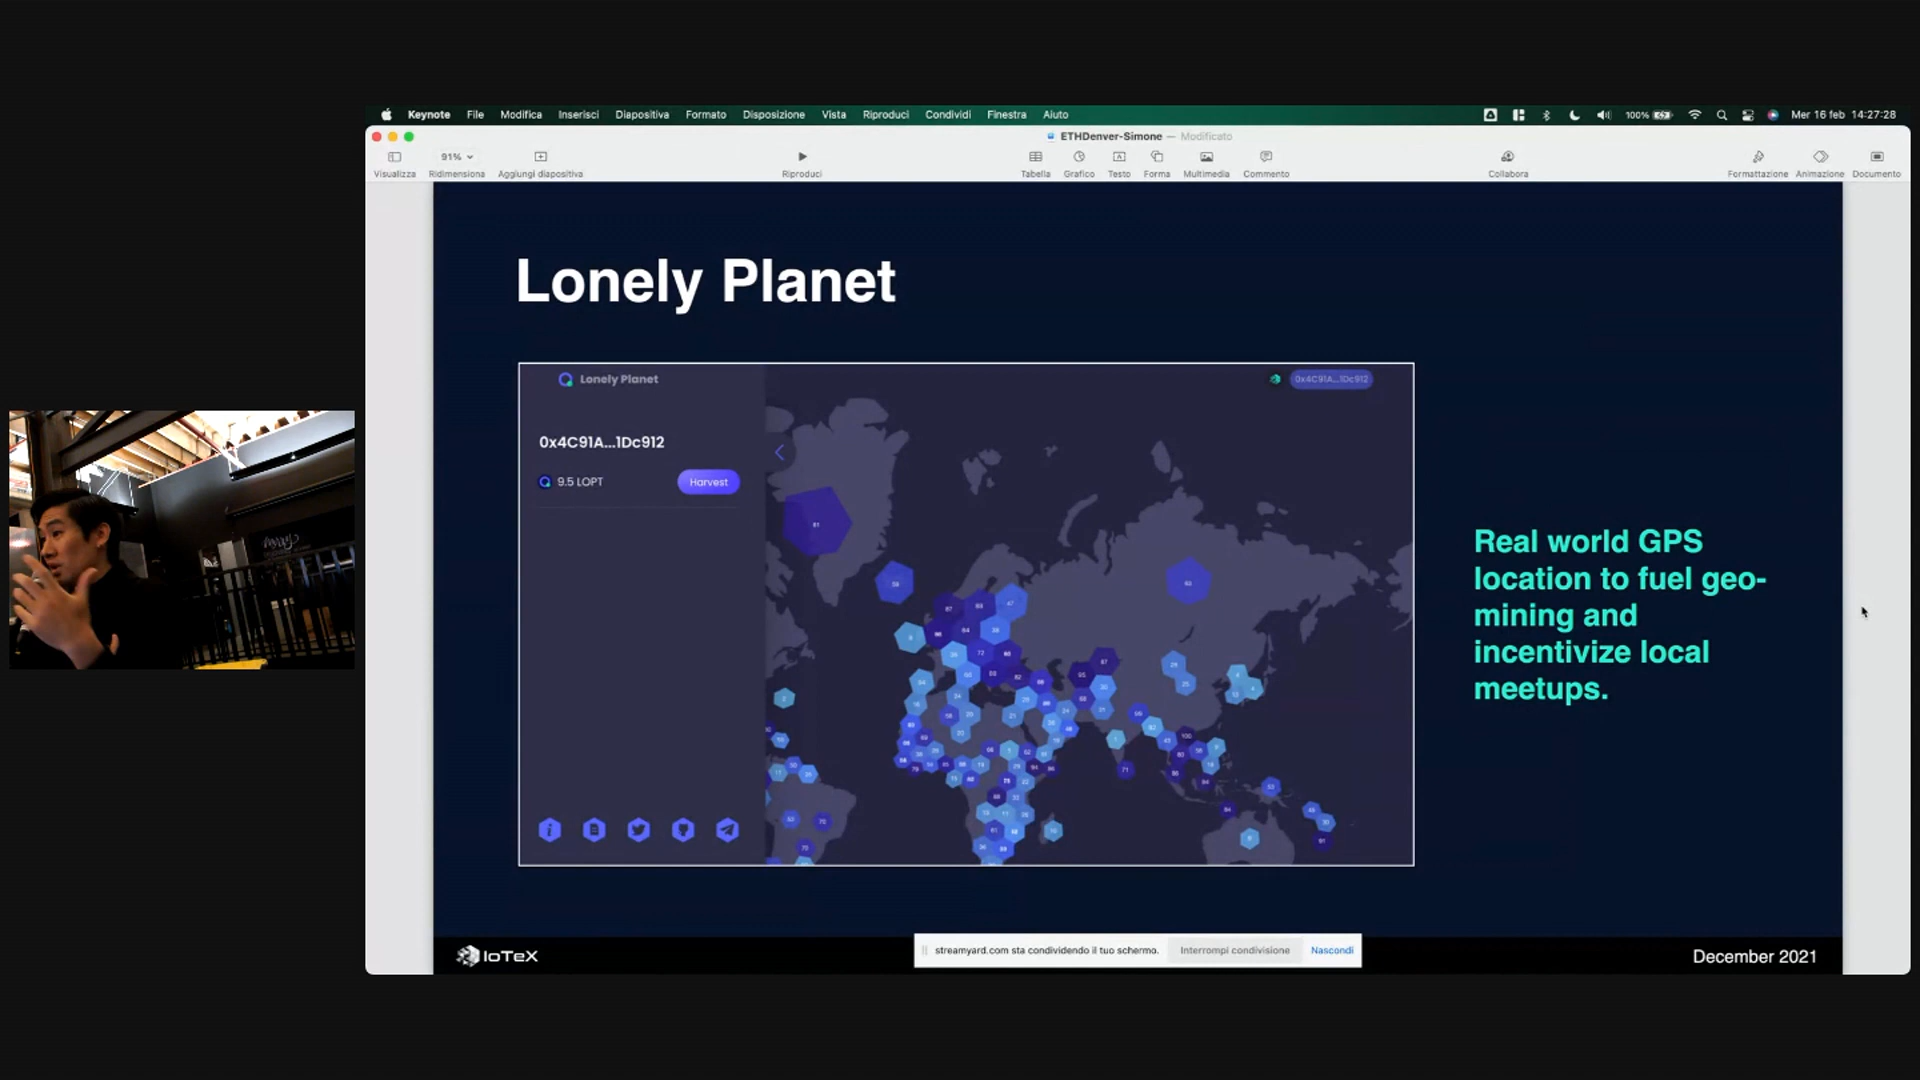 Keynote File Modifica Inserisci Diapositiva Formato Disposizione Vista Riproduci Condividi Finestra Aiuto 100% Mer 16 feb 14:27:28
ETHDenver-Simone — Modificato
91%
Visualizza Ridimensiona Aggiungi diapositiva Riproduci Tabella Grafico Testo Forma Multimedia Commento Collabora Formattazione Animazione Documento
Lonely Planet
Lonely Planet
0x4C91A...1Dc912
0x4C91A...1Dc912
9.5 LOPT
Harvest
Real world GPS
location to fuel geo-
mining and
incentivize local
meetups.
IoTeX
streamyard.com sta condividendo il tuo schermo. Interrompi condivisione Nascondi
December 2021